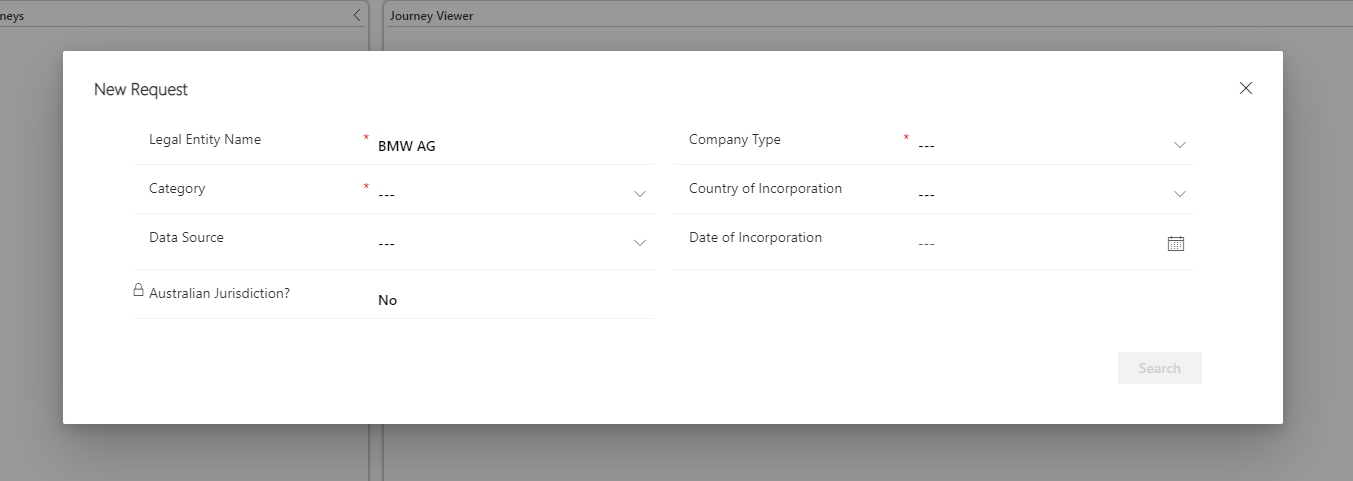 neys
Journey Viewer
New Request
Legal Entity Name * BMW AG
Company Type * ---
Category * ---
Country of Incorporation ---
Data Source ---
Date of Incorporation ---
Australian Jurisdiction? No
Search